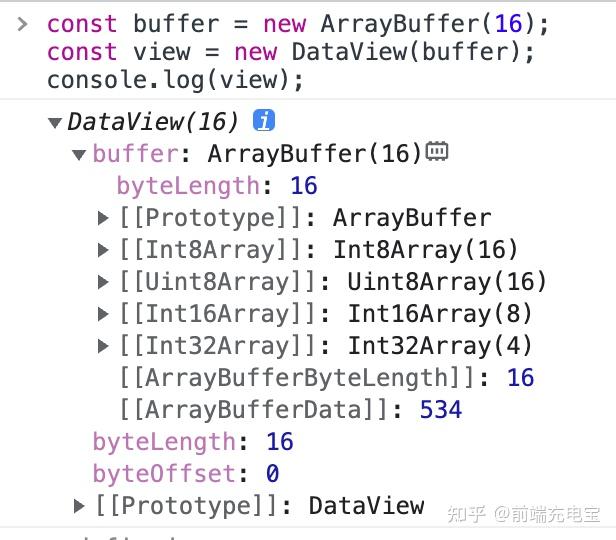 const buffer = new ArrayBuffer(16);
const view = new DataView(buffer);
console.log(view);
DataView(16)
buffer: ArrayBuffer(16)
byteLength: 16
[[Prototype]]: ArrayBuffer
[[Int8Array]]: Int8Array(16)
[[Uint8Array]]: Uint8Array(16)
[[Int16Array]]: Int16Array(8)
[[Int32Array]]: Int32Array(4)
[[ArrayBufferByteLength]]: 16
[[ArrayBufferData]]: 534
byteLength: 16
byteOffset: 0
[[Prototype]]: DataView
知乎 @前端充电宝